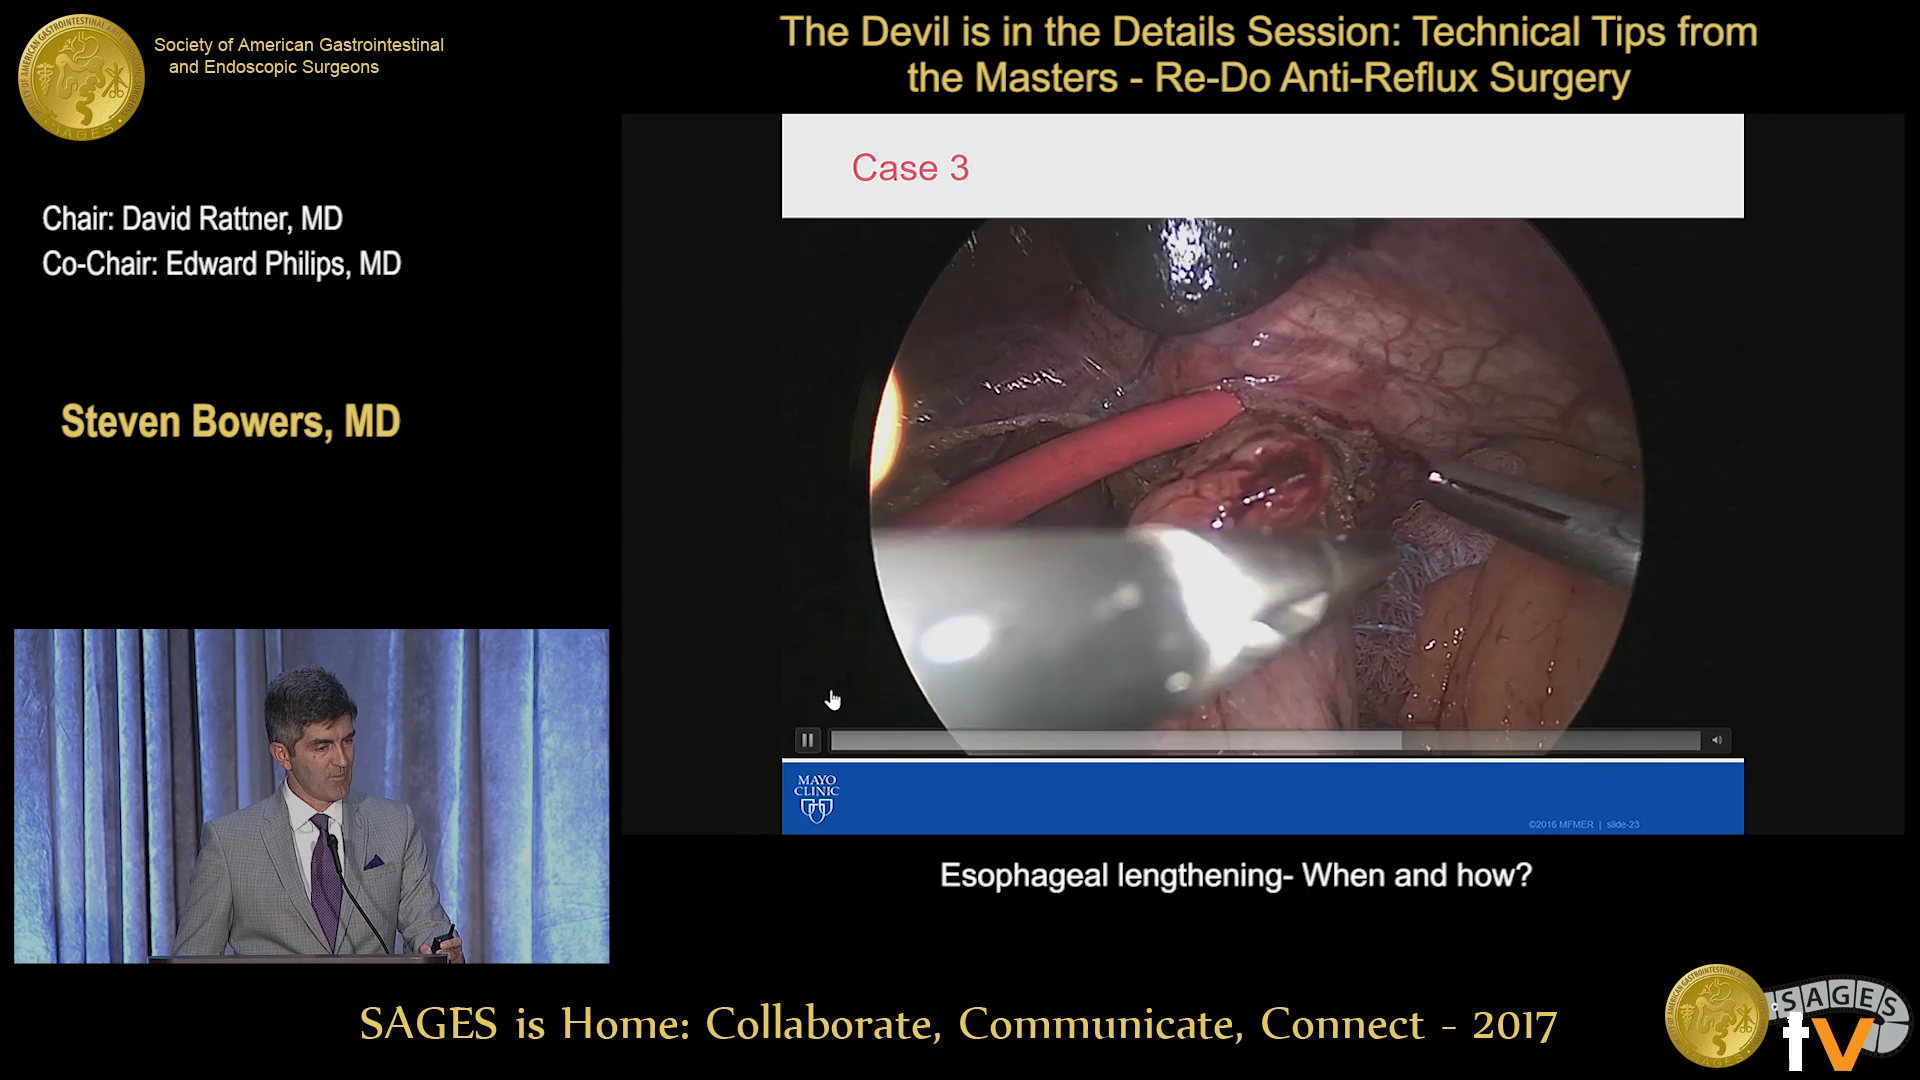 Society of American Gastrointestinal
and Endoscopic Surgeons
The Devil is in the Details Session: Technical Tips from
the Masters - Re-Do Anti-Reflux Surgery
Chair: David Rattner, MD
Co-Chair: Edward Philips, MD
Steven Bowers, MD
Case 3
MAYO
CLINIC
©2016 MFMER | slide-23
Esophageal lengthening- When and how?
SAGES is Home: Collaborate, Communicate, Connect - 2017
SAGES
tv